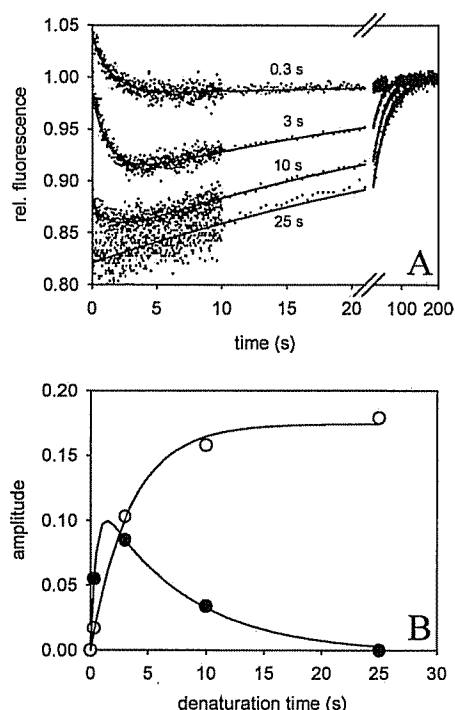 1.05
1.00
0.95
0.90
0.85
0.80
rel. fluorescence
0.3 s
3 s
10 s
25 s
A
0 5 10 15 20 100 200
time (s)
0.20
0.15
0.10
0.05
0.00
amplitude
B
0 5 10 15 20 25 30
denaturation time (s)